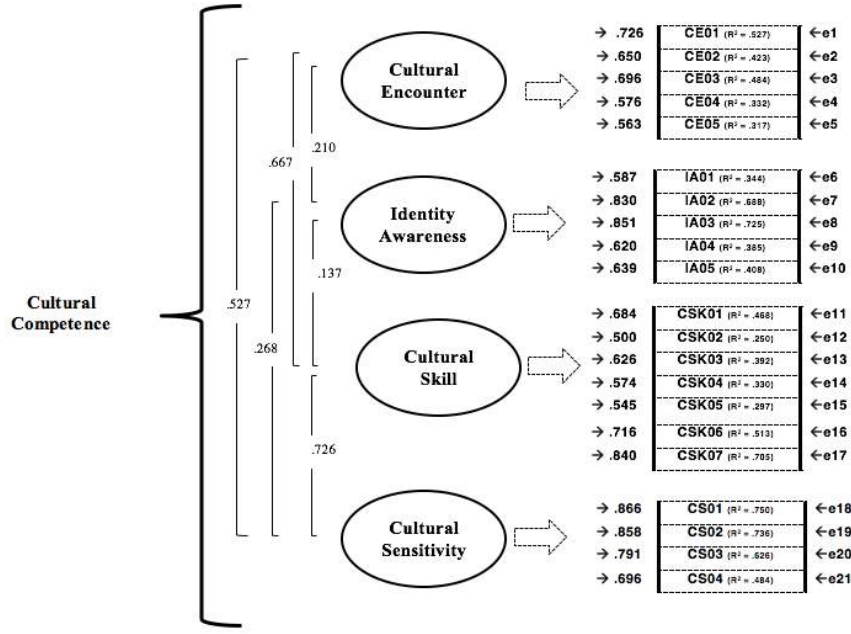 → .726 CE01 (R² = .527) ←e1
→ .650 CE02 (R² = .423) ←e2
→ .696 CE03 (R² = .484) ←e3
→ .576 CE04 (R² = .332) ←e4
→ .563 CE05 (R² = .317) ←e5
Cultural
Encounter
.210
.667
→ .587 IA01 (R² = .344) ←e6
→ .830 IA02 (R² = .688) ←e7
→ .851 IA03 (R² = .725) ←e8
→ .620 IA04 (R² = .385) ←e9
→ .639 IA05 (R² = .408) ←e10
Identity
Awareness
.137
Cultural
Competence
.527
.268
→ .684 CSK01 (R² = .468) ←e11
→ .500 CSK02 (R² = .250) ←e12
→ .626 CSK03 (R² = .392) ←e13
→ .574 CSK04 (R² = .330) ←e14
→ .545 CSK05 (R² = .297) ←e15
→ .716 CSK06 (R² = .513) ←e16
→ .840 CSK07 (R² = .705) ←e17
Cultural
Skill
.726
→ .866 CS01 (R² = .750) ←e18
→ .858 CS02 (R² = .736) ←e19
→ .791 CS03 (R² = .626) ←e20
→ .696 CS04 (R² = .484) ←e21
Cultural
Sensitivity